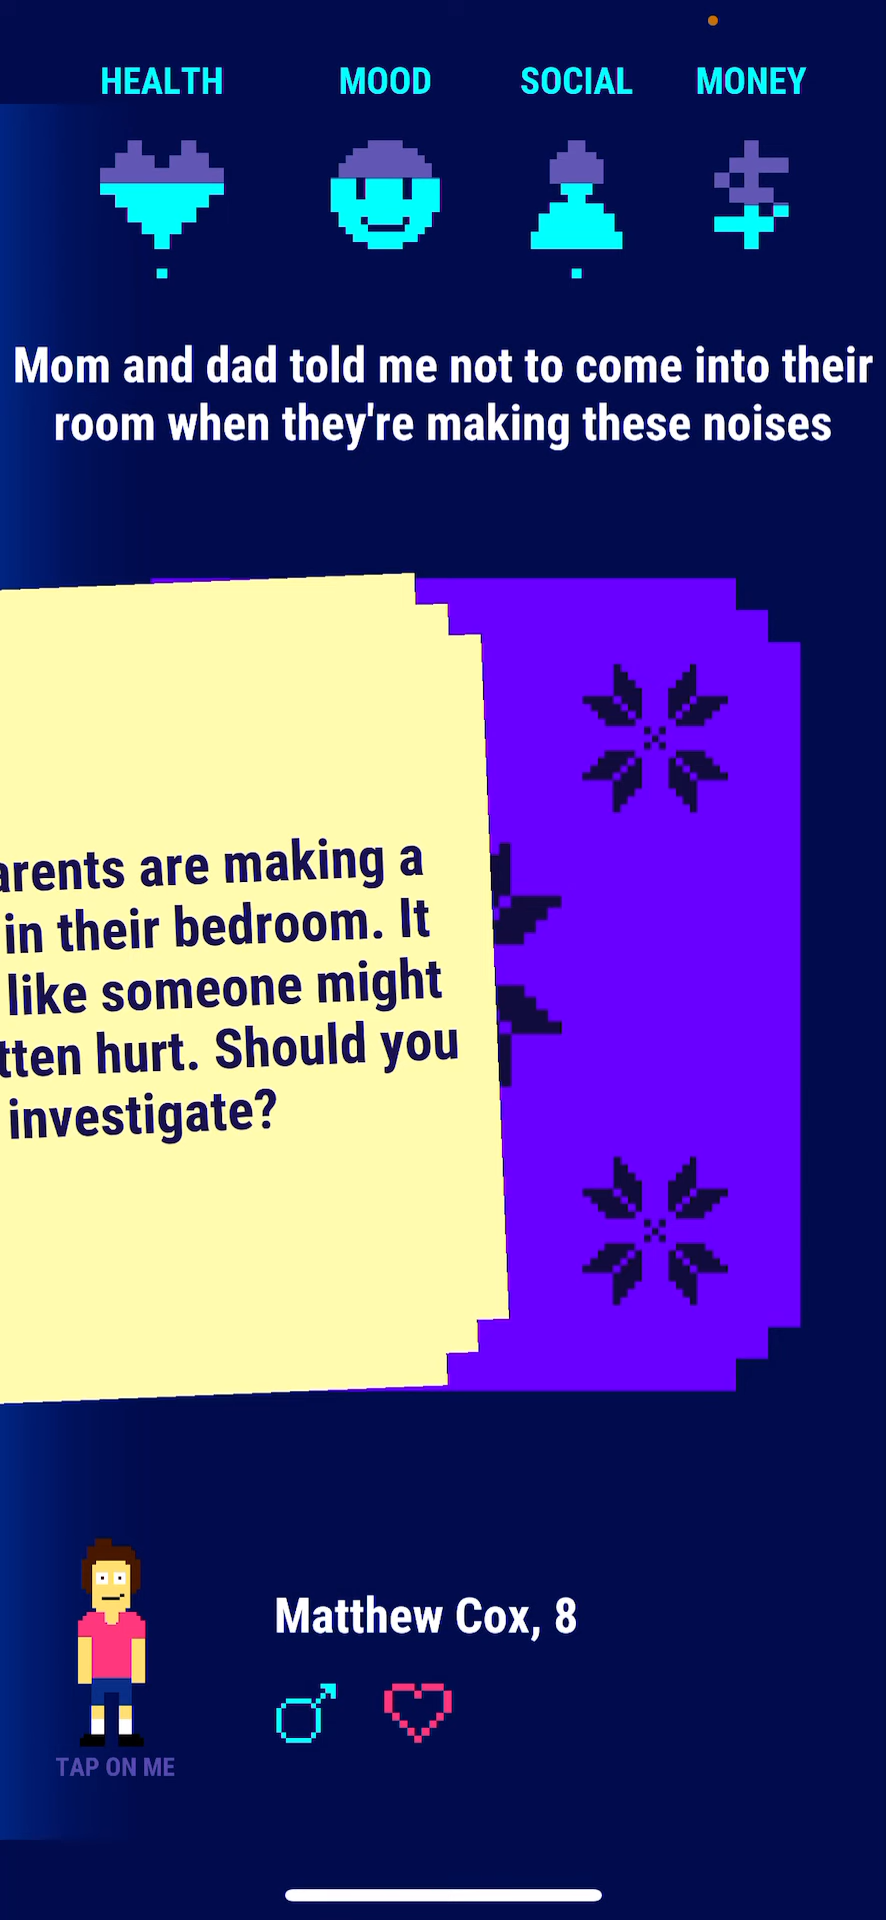 HEALTH MOOD SOCIAL MONEY
Mom and dad told me not to come into their
room when they're making these noises
arents are making a
in their bedroom. It
like someone might
tten hurt. Should you
investigate?
Matthew Cox, 8
TAP ON ME